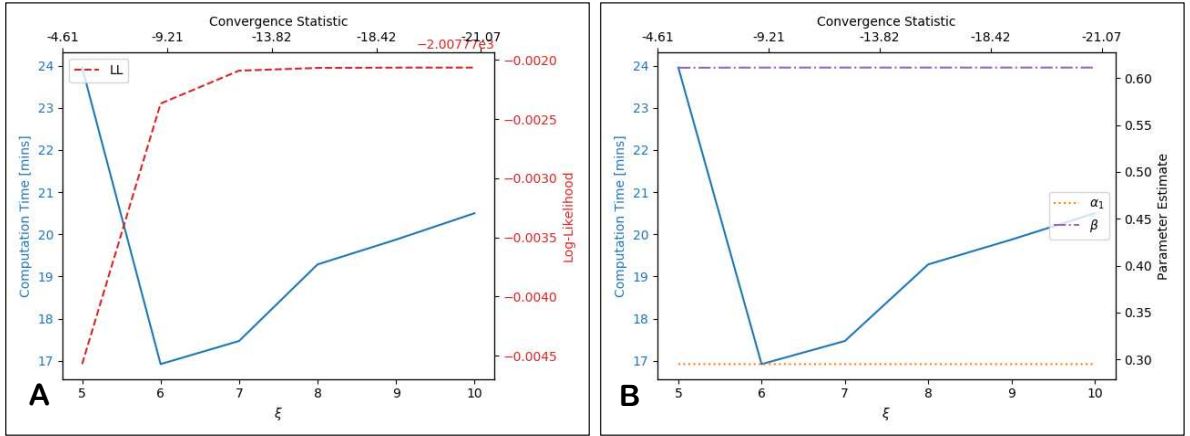 Convergence Statistic
-4.61 -9.21 -13.82 -18.42 -21.07
−2.00777e3
24
23
22
21
20
19
18
17
Computation Time [mins]
LL
−0.0020
−0.0025
−0.0030
−0.0035
−0.0040
−0.0045
Log-Likelihood
5 6 7 8 9 10
ξ
A
Convergence Statistic
-4.61 -9.21 -13.82 -18.42 -21.07
24
23
22
21
20
19
18
17
Computation Time [mins]
α1
β
0.60
0.55
0.50
0.45
0.40
0.35
0.30
Parameter Estimate
5 6 7 8 9 10
ξ
B